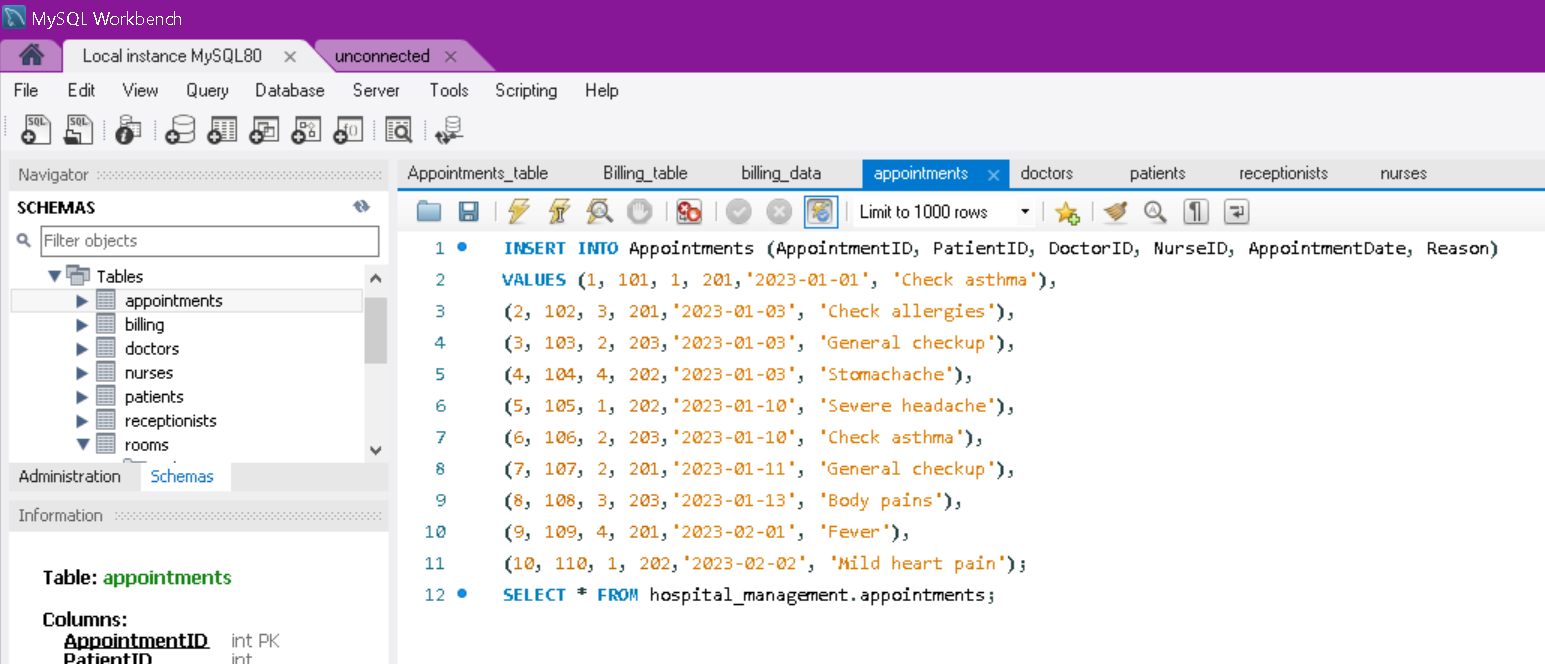 MySQL Workbench
Local instance MySQL80
unconnected
File Edit View Query Database Server Tools Scripting Help
Navigator
SCHEMAS
Filter objects
Tables
appointments
billing
doctors
nurses
patients
receptionists
rooms
Administration Schemas
Information
Table: appointments
Columns:
AppointmentID int PK
PatientID int
Appointments_table Billing_table billing_data appointments doctors patients receptionists nurses
Limit to 1000 rows
1 INSERT INTO Appointments (AppointmentID, PatientID, DoctorID, NurseID, AppointmentDate, Reason)
2 VALUES (1, 101, 1, 201,'2023-01-01', 'Check asthma'),
3 (2, 102, 3, 201,'2023-01-03', 'Check allergies'),
4 (3, 103, 2, 203,'2023-01-03', 'General checkup'),
5 (4, 104, 4, 202,'2023-01-03', 'Stomachache'),
6 (5, 105, 1, 202,'2023-01-10', 'Severe headache'),
7 (6, 106, 2, 203,'2023-01-10', 'Check asthma'),
8 (7, 107, 2, 201,'2023-01-11', 'General checkup'),
9 (8, 108, 3, 203,'2023-01-13', 'Body pains'),
10 (9, 109, 4, 201,'2023-02-01', 'Fever'),
11 (10, 110, 1, 202,'2023-02-02', 'Mild heart pain');
12 SELECT * FROM hospital_management.appointments;